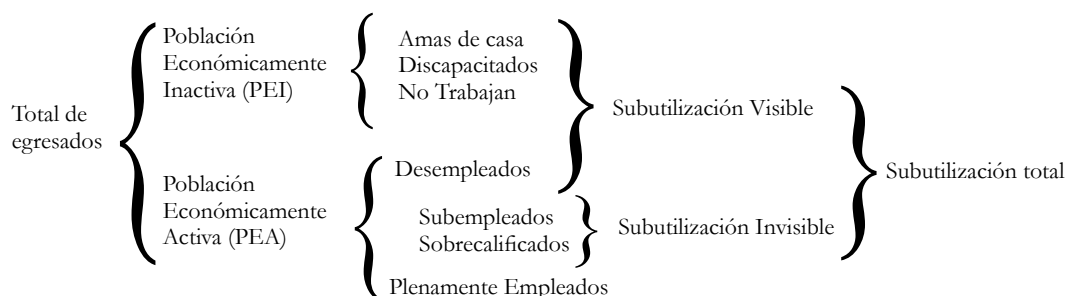 Total de
egresados
Población
Económicamente
Inactiva (PEI)
Amas de casa
Discapacitados
No Trabajan
Población
Económicamente
Activa (PEA)
Desempleados
Subempleados
Sobrecalificados
Plenamente Empleados
Subutilización Visible
Subutilización Invisible
Subutilización total